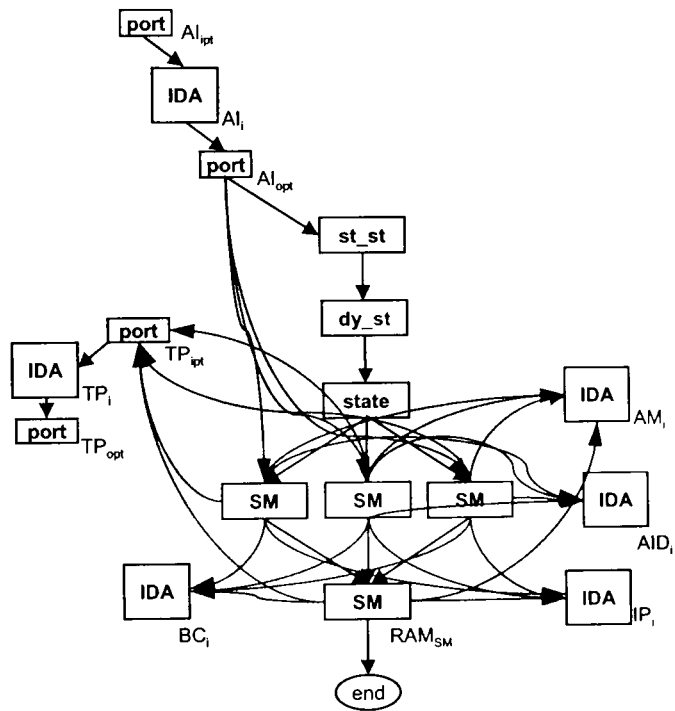 port
AI_ipt
IDA
AI_i
port
AI_opt
st_st
dy_st
port
TP_ipt
IDA
TP_i
state
IDA
AM_i
port
TP_opt
SM
SM
SM
IDA
AID_i
IDA
BC_i
SM
RAM_SM
IDA
IP_i
end